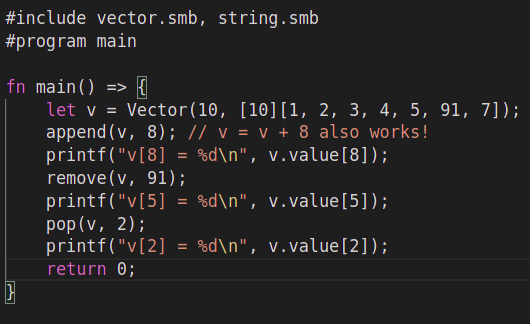 #include vector.smb, string.smb
#program main
fn main() => {
let v = Vector(10, [10][1, 2, 3, 4, 5, 91, 7]);
append(v, 8); // v = v + 8 also works!
printf("v[8] = %d\n", v.value[8]);
remove(v, 91);
printf("v[5] = %d\n", v.value[5]);
pop(v, 2);
printf("v[2] = %d\n", v.value[2]);
return 0;
}